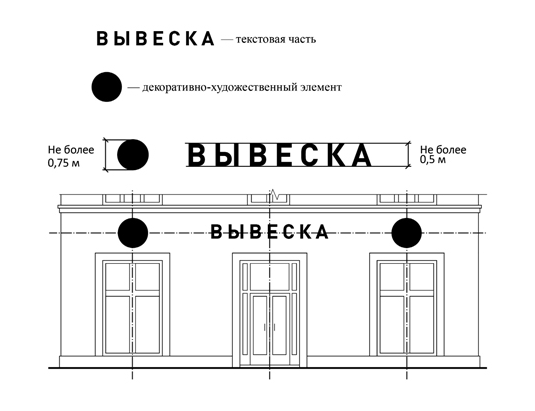 ВЫВЕСКА — текстовая часть
— декоративно-художественный элемент
Не более
0,75 м
ВЫВЕСКА
Не более
0,5 м
ВЫВЕСКА